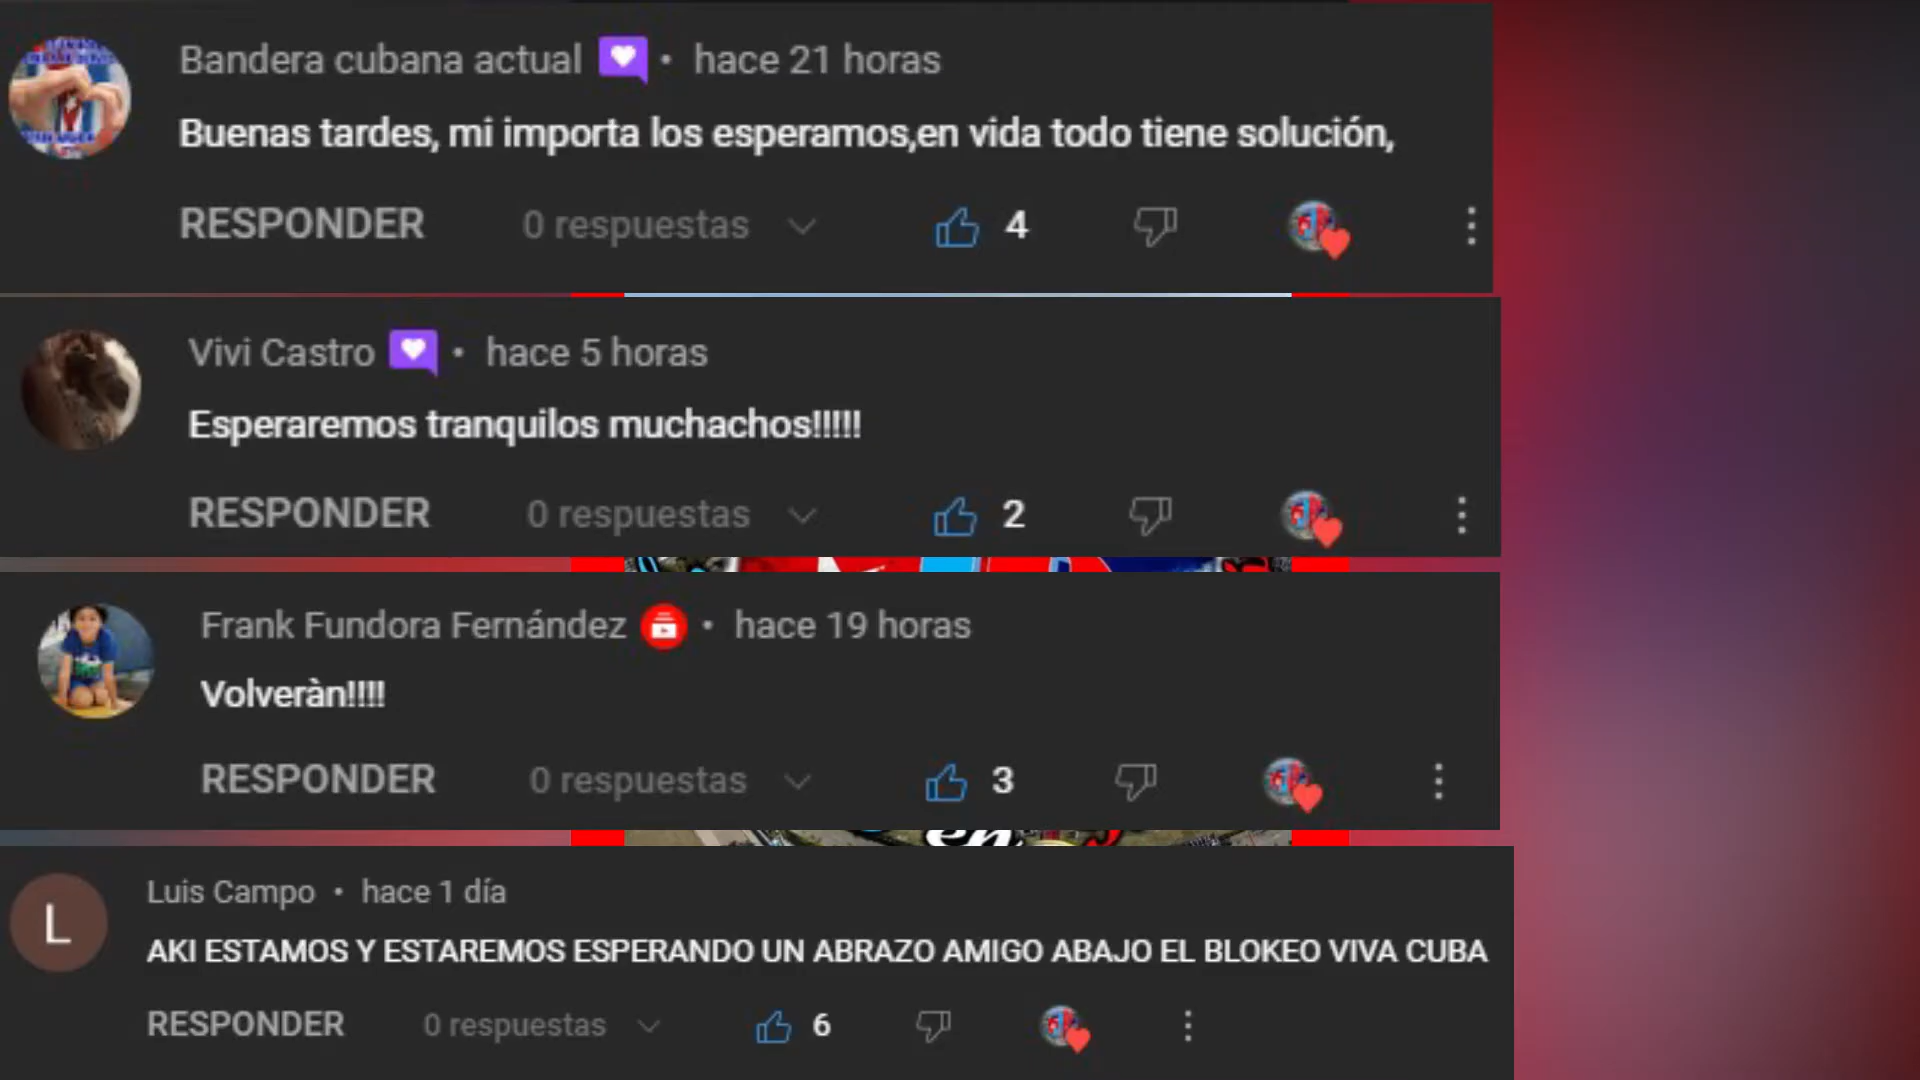 Bandera cubana actual • hace 21 horas
Buenas tardes, mi importa los esperamos,en vida todo tiene solución,
RESPONDER 0 respuestas 4
Vivi Castro • hace 5 horas
Esperaremos tranquilos muchachos!!!!!
RESPONDER 0 respuestas 2
Frank Fundora Fernández • hace 19 horas
Volveràn!!!!
RESPONDER 0 respuestas 3
en
L
Luis Campo • hace 1 día
AKI ESTAMOS Y ESTAREMOS ESPERANDO UN ABRAZO AMIGO ABAJO EL BLOKEO VIVA CUBA
RESPONDER 0 respuestas 6